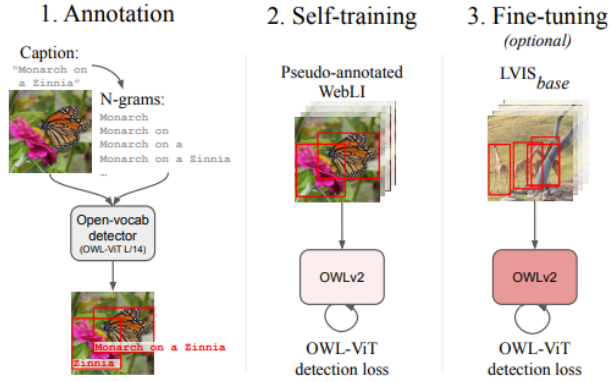 1. Annotation
Caption:
"Monarch on
a Zinnia"
N-grams:
Monarch
Monarch on
Monarch on a
Monarch on a Zinnia
…
Open-vocab
detector
(OWL-ViT L/14)
Monarch on a Zinnia
Zinnia
2. Self-training
Pseudo-annotated
WebLI
OWLv2
OWL-ViT
detection loss
3. Fine-tuning
(optional)
LVIS base
OWLv2
OWL-ViT
detection loss